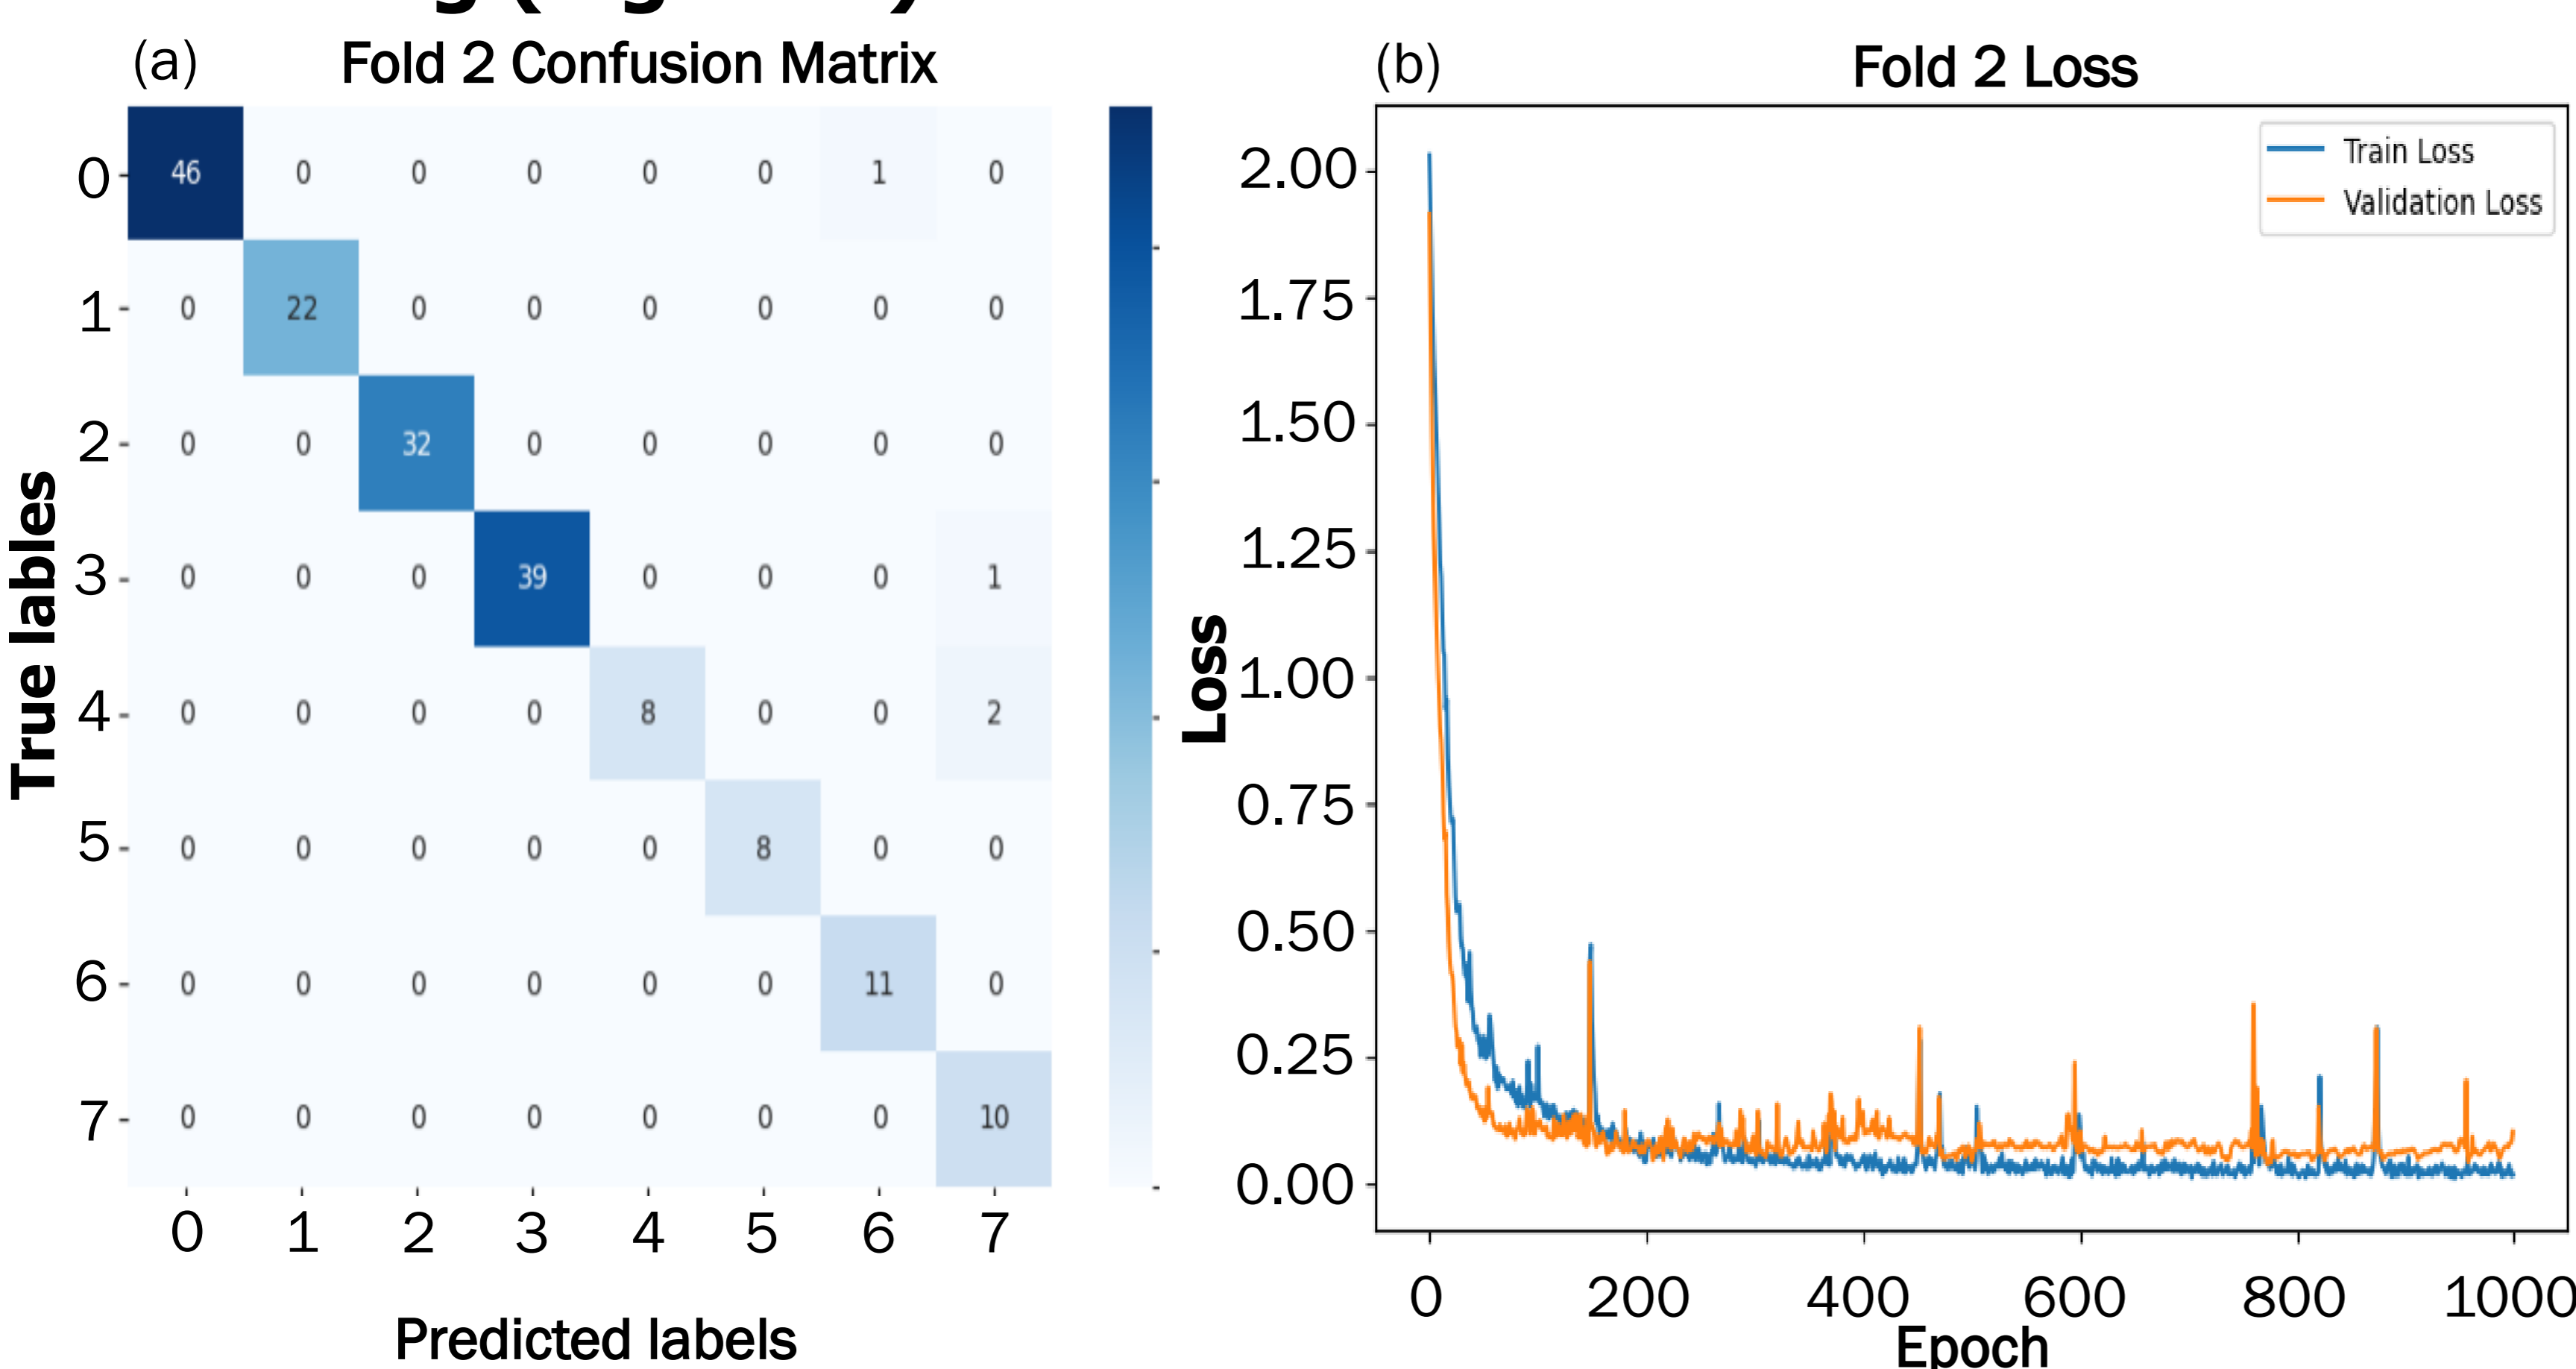 (a) Fold 2 Confusion Matrix
0 46 0 0 0 0 0 1 0
1 0 22 0 0 0 0 0 0
2 0 0 32 0 0 0 0 0
3 0 0 0 39 0 0 0 1
4 0 0 0 0 8 0 0 2
5 0 0 0 0 0 8 0 0
6 0 0 0 0 0 0 11 0
7 0 0 0 0 0 0 0 10
0 1 2 3 4 5 6 7
True lables
Predicted labels
(b) Fold 2 Loss
Train Loss
Validation Loss
2.00
1.75
1.50
1.25
1.00
0.75
0.50
0.25
0.00
Loss
0 200 400 600 800 1000
Epoch